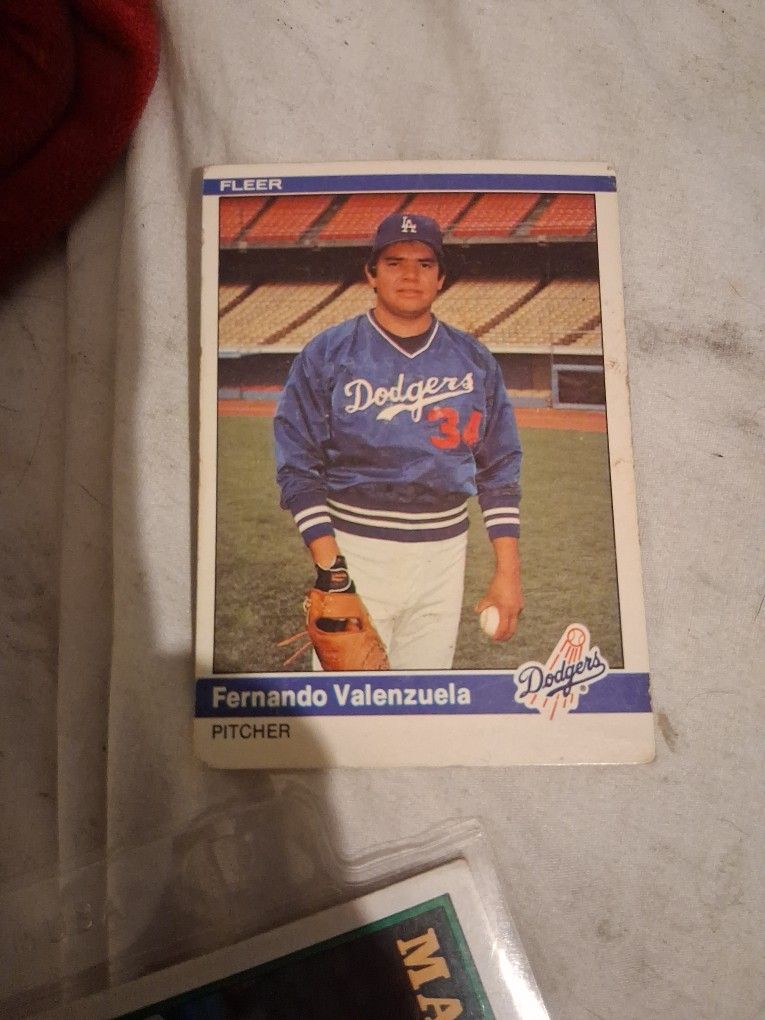 FLEER
LA
Dodgers
34
Fernando Valenzuela
Dodgers
PITCHER
MA